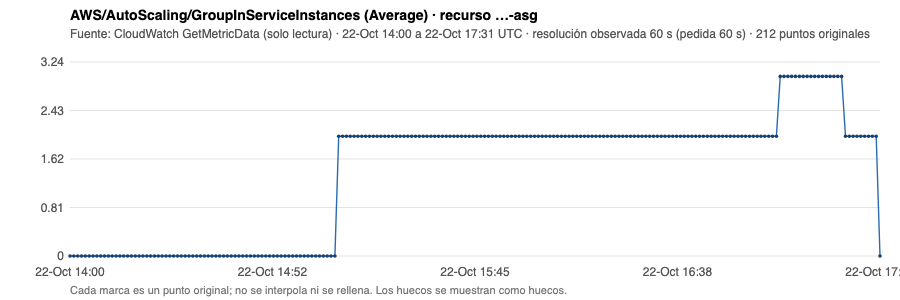 AWS/AutoScaling/GroupInServiceInstances (Average) · recurso ...-asg
Fuente: CloudWatch GetMetricData (solo lectura) · 22-Oct 14:00 a 22-Oct 17:31 UTC · resolución observada 60 s (pedida 60 s) · 212 puntos originales
3.24
2.43
1.62
0.81
0
22-Oct 14:00 22-Oct 14:52 22-Oct 15:45 22-Oct 16:38 22-Oct 17:
Cada marca es un punto original; no se interpola ni se rellena. Los huecos se muestran como huecos.